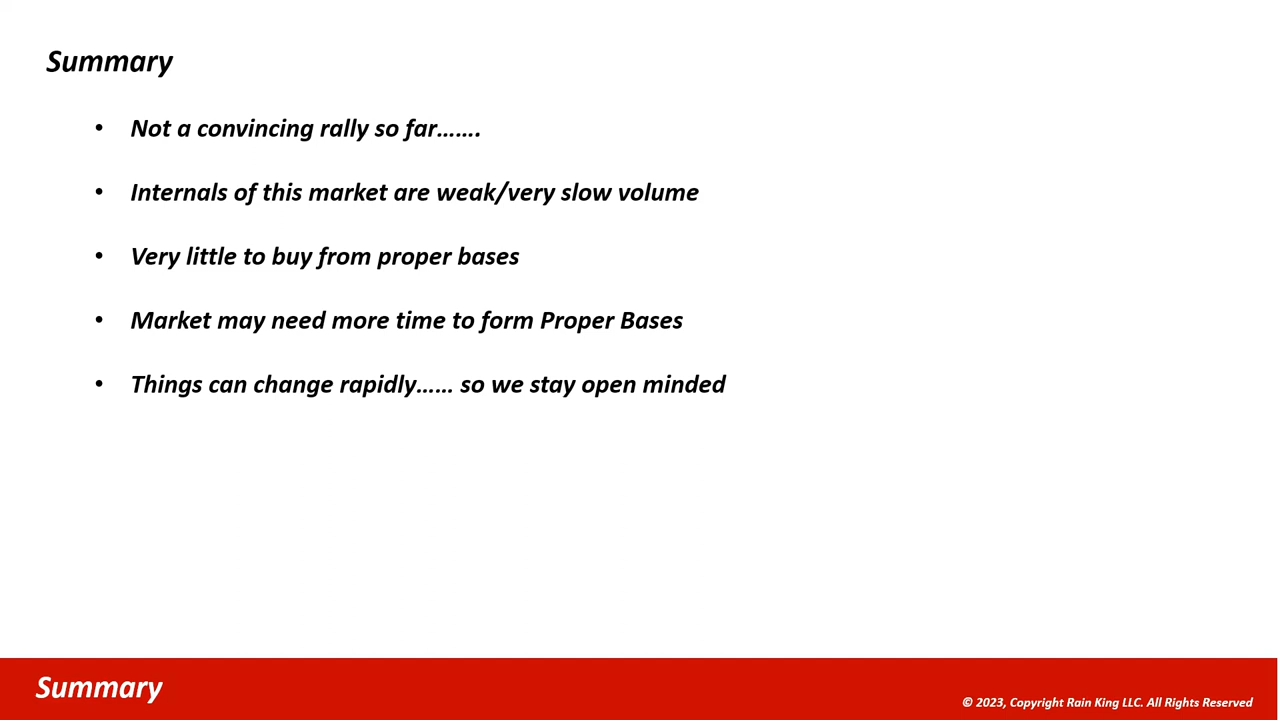 Summary
• Not a convincing rally so far…….
• Internals of this market are weak/very slow volume
• Very little to buy from proper bases
• Market may need more time to form Proper Bases
• Things can change rapidly…… so we stay open minded
Summary
© 2023, Copyright Rain King LLC. All Rights Reserved